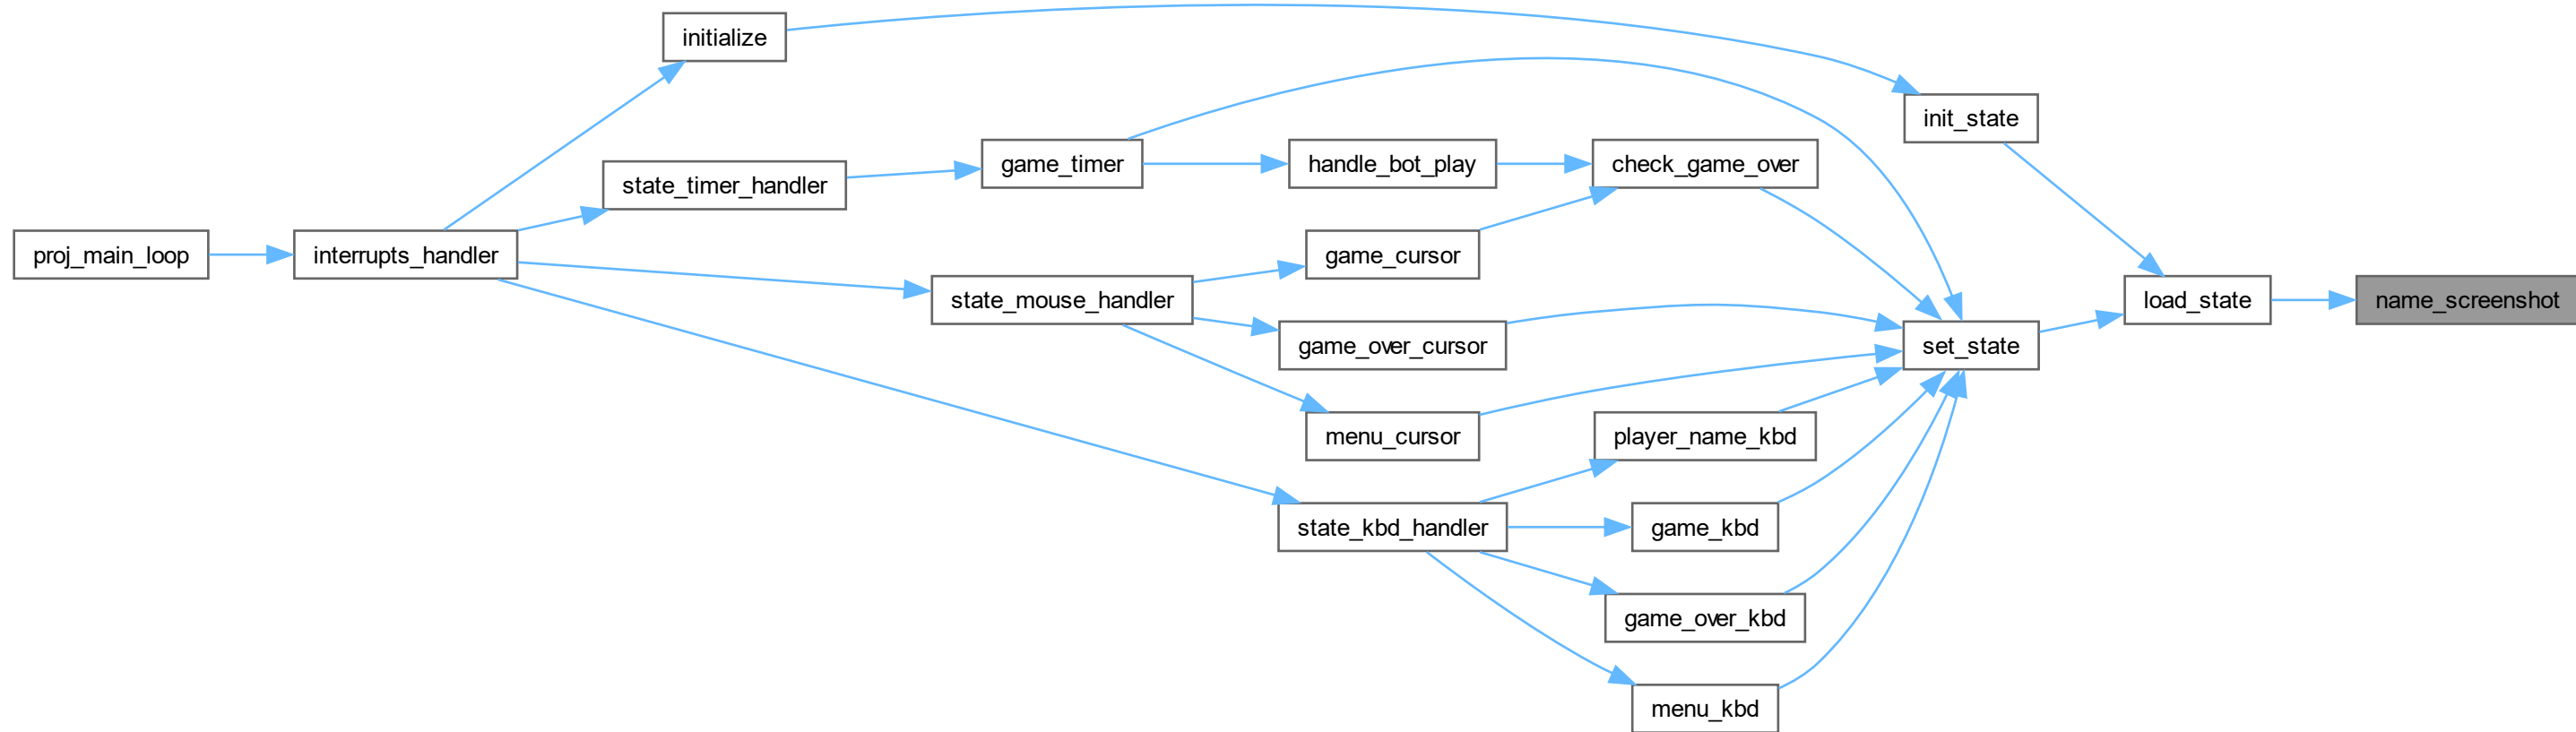 initialize
init_state
game_timer
handle_bot_play
check_game_over
state_timer_handler
proj_main_loop
interrupts_handler
game_cursor
state_mouse_handler
load_state
name_screenshot
game_over_cursor
set_state
menu_cursor
player_name_kbd
state_kbd_handler
game_kbd
game_over_kbd
menu_kbd